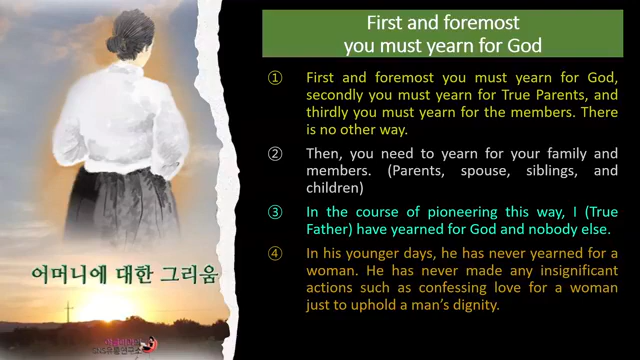 First and foremost
you must yearn for God
① First and foremost you must yearn for God,
secondly you must yearn for True Parents, and
thirdly you must yearn for the members. There
is no other way.
② Then, you need to yearn for your family and
members. (Parents, spouse, siblings, and
children)
③ In the course of pioneering this way, I (True
Father) have yearned for God and nobody else.
④ In his younger days, he has never yearned for a
woman. He has never made any insignificant
actions such as confessing love for a woman
just to uphold a man's dignity.
어머니에 대한 그리움